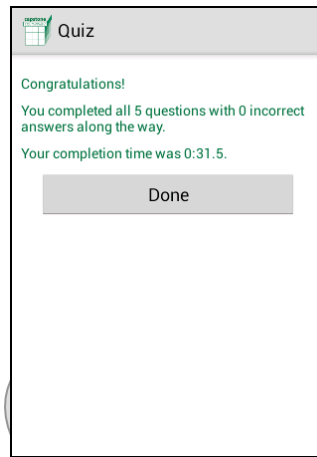 capstone
Quiz
Congratulations!
You completed all 5 questions with 0 incorrect
answers along the way.
Your completion time was 0:31.5.
Done